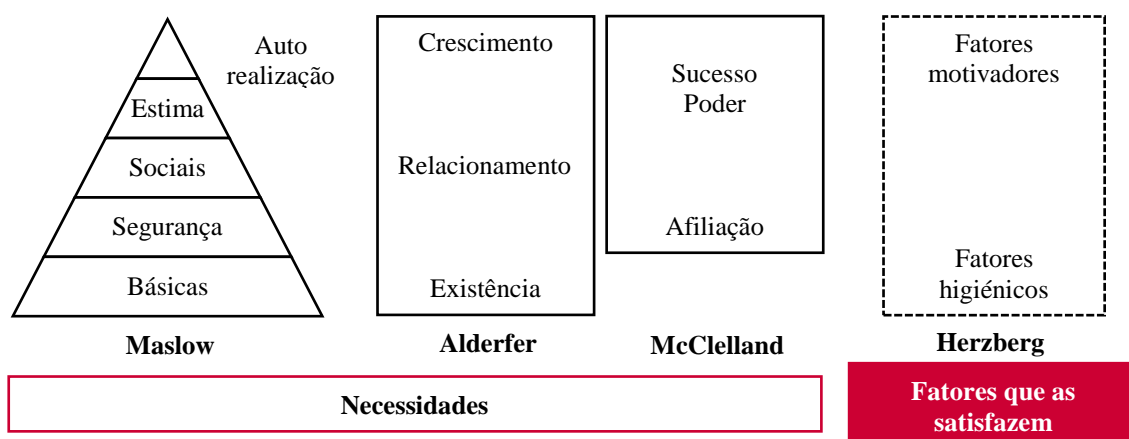 Auto
realização
Estima
Sociais
Segurança
Básicas
Maslow
Crescimento
Relacionamento
Existência
Alderfer
Sucesso
Poder
Afiliação
McClelland
Fatores
motivadores
Fatores
higiénicos
Herzberg
Necessidades
Fatores que as
satisfazem